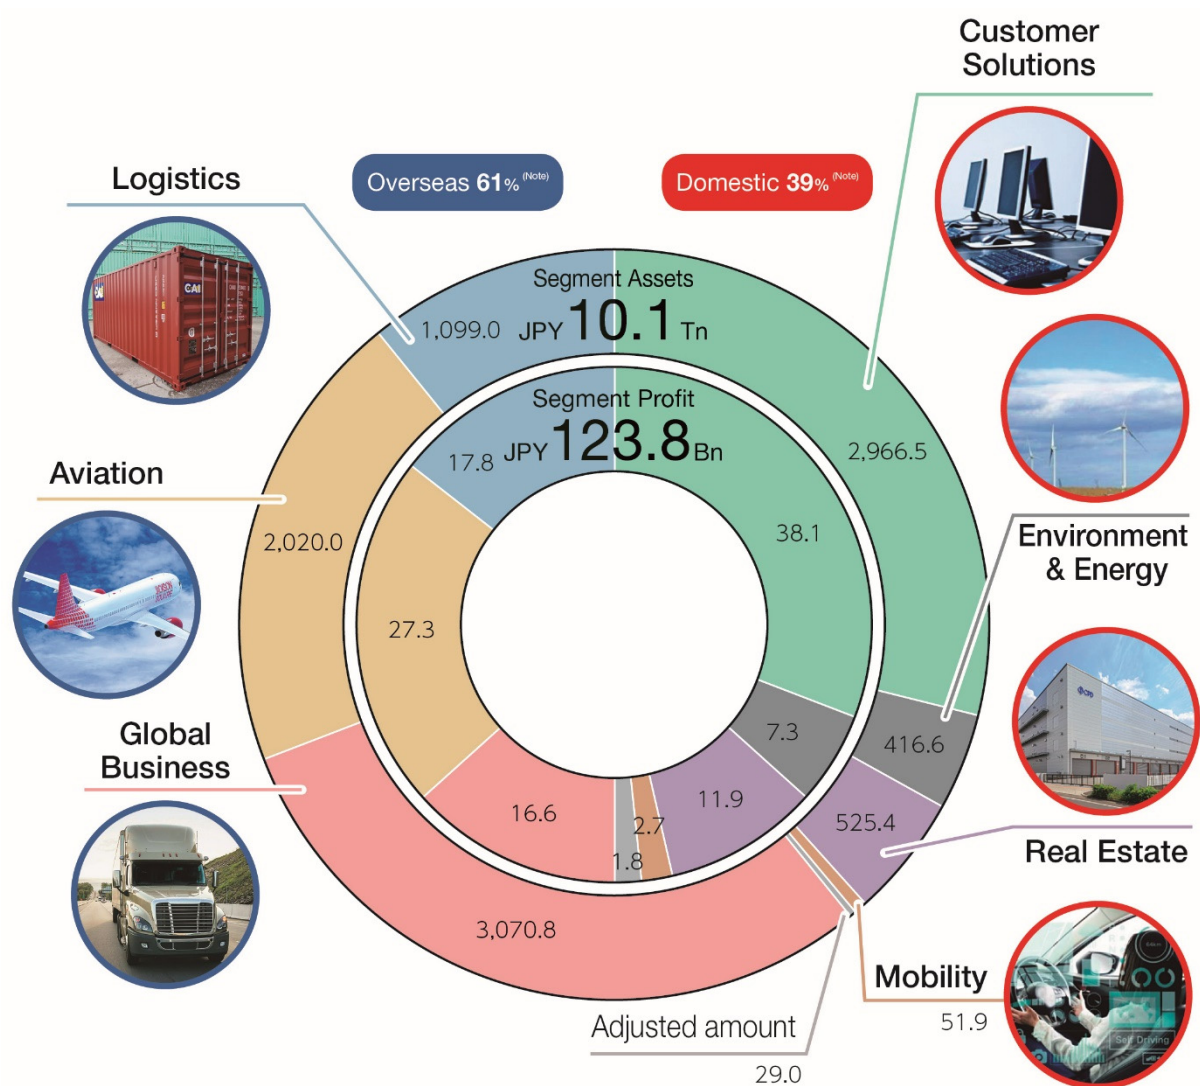 Customer
Solutions
Logistics
Overseas 61% (Note)
Domestic 39% (Note)
CAI
Segment Assets
JPY 10.1 Tn
1,099.0
Segment Profit
JPY 123.8 Bn
17.8
2,966.5
Aviation
2,020.0
38.1
Environment
& Energy
27.3
7.3
416.6
Global
Business
16.6
11.9
525.4
2.7
1.8
Real Estate
3,070.8
Mobility
51.9
Adjusted amount
29.0
Self Driving